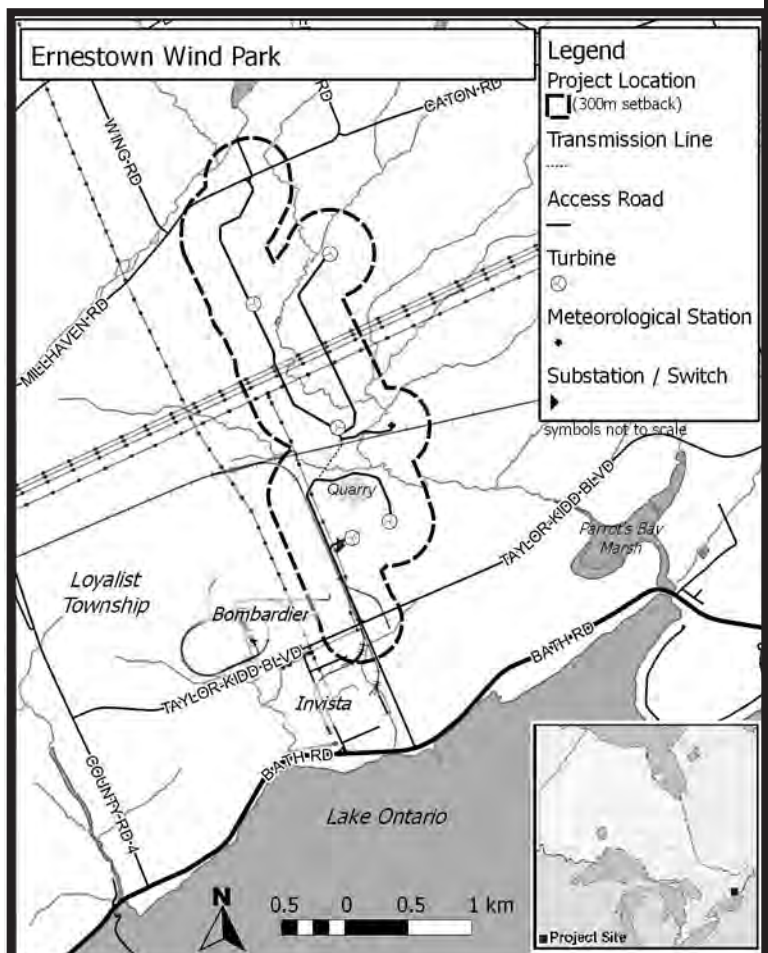 Ernestown Wind Park
Legend
Project Location
(300m setback)
Transmission Line
Access Road
Turbine
Meteorological Station
Substation / Switch
symbols not to scale
RD
CATON RD
WING RD
MILLHAVEN RD
Quarry
TAYLOR-KIDD BLVD
Parrot's Bay
Marsh
Loyalist
Township
Bombardier
BATH RD
TAYLOR-KIDD BLVD
Invista
BATH RD
COUNTY RD 4
Lake Ontario
N
0.5 0 0.5 1 km
Project Site